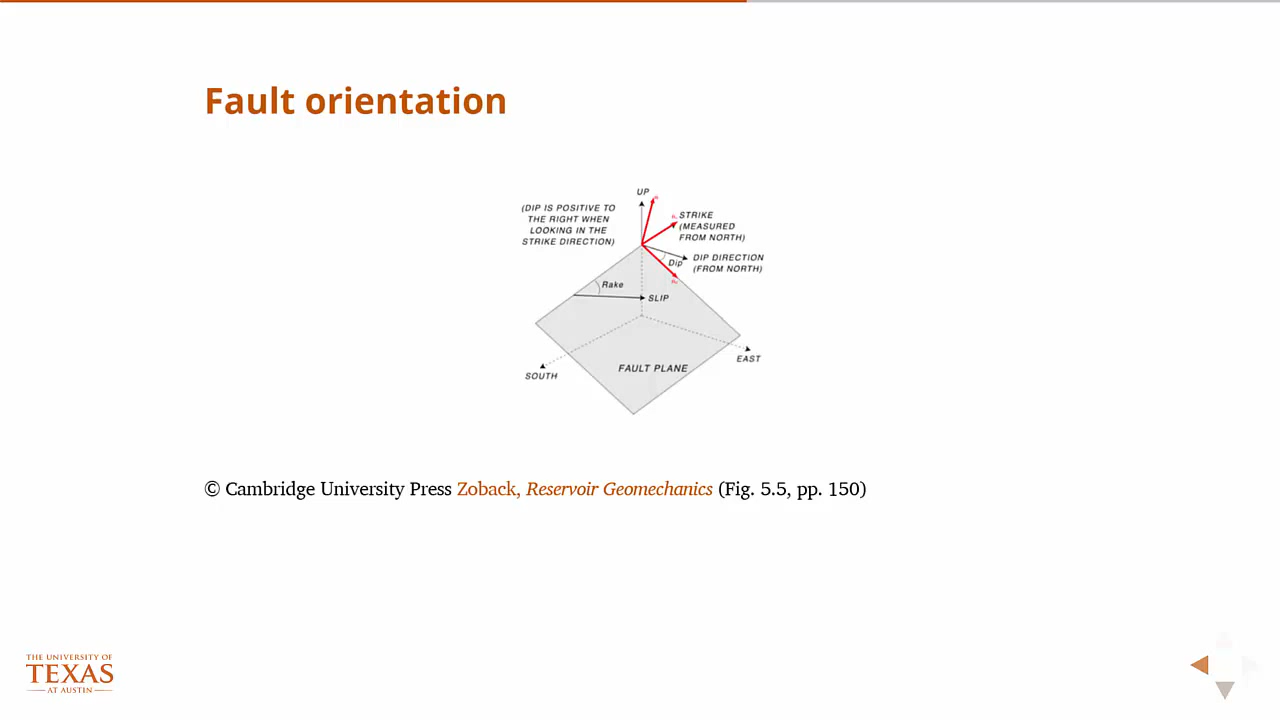 Fault orientation
UP
(DIP IS POSITIVE TO
THE RIGHT WHEN
LOOKING IN THE
STRIKE DIRECTION)
STRIKE
(MEASURED
FROM NORTH)
DIP DIRECTION
(FROM NORTH)
Dip
Rake
SLIP
EAST
FAULT PLANE
SOUTH
© Cambridge University Press Zoback, Reservoir Geomechanics (Fig. 5.5, pp. 150)
THE UNIVERSITY OF
TEXAS
AT AUSTIN